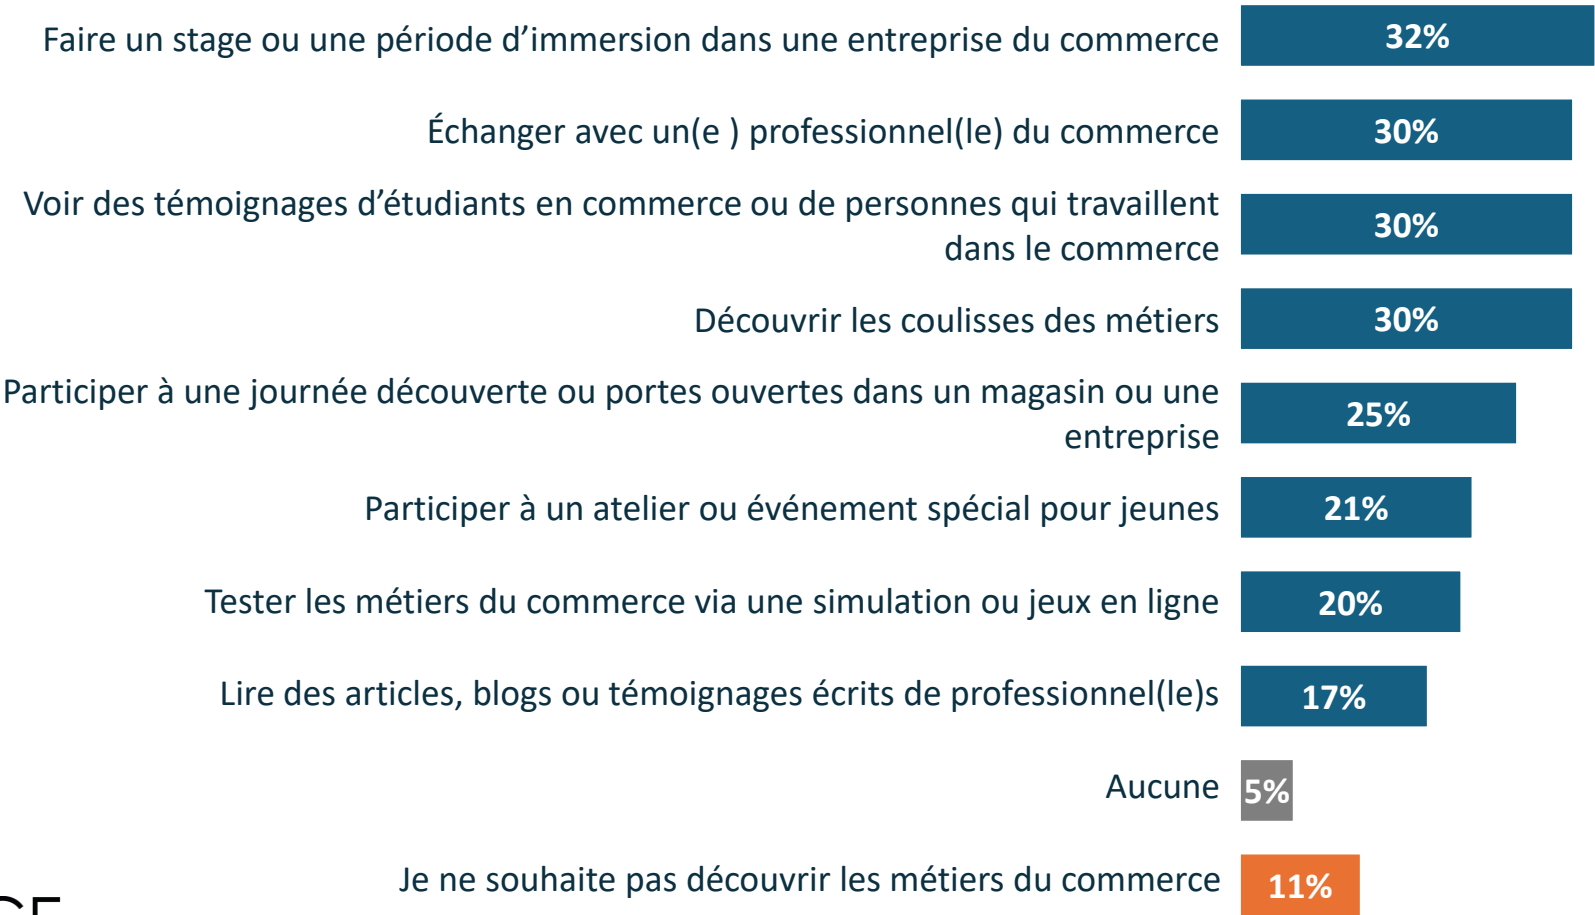 Faire un stage ou une période d’immersion dans une entreprise du commerce 32%
Échanger avec un(e ) professionnel(le) du commerce 30%
Voir des témoignages d’étudiants en commerce ou de personnes qui travaillent
dans le commerce 30%
Découvrir les coulisses des métiers 30%
Participer à une journée découverte ou portes ouvertes dans un magasin ou une
entreprise 25%
Participer à un atelier ou événement spécial pour jeunes 21%
Tester les métiers du commerce via une simulation ou jeux en ligne 20%
Lire des articles, blogs ou témoignages écrits de professionnel(le)s 17%
Aucune 5%
Je ne souhaite pas découvrir les métiers du commerce 11%